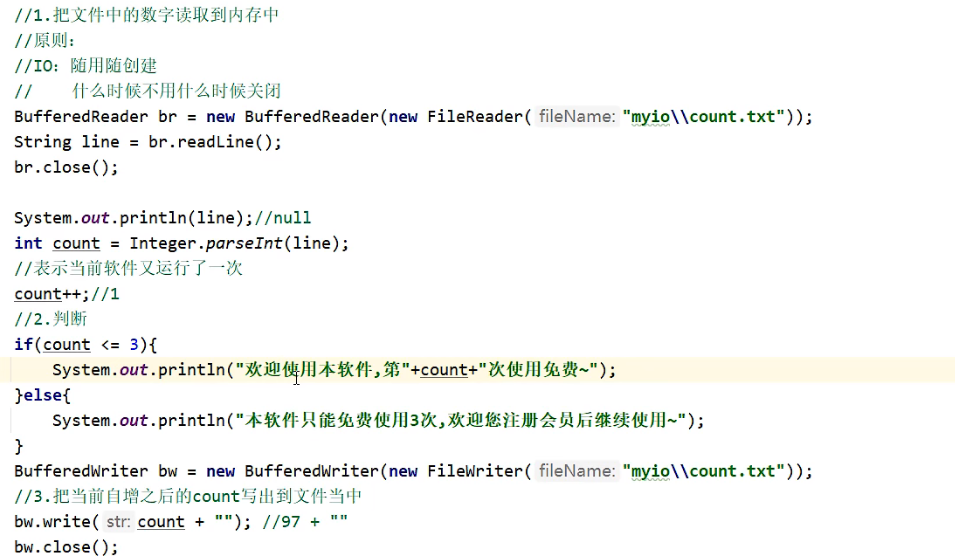 //1.把文件中的数字读取到内存中
//原则：
//IO：随用随创建
//    什么时候不用什么时候关闭
BufferedReader br = new BufferedReader(new FileReader( fileName: "myio\\count.txt"));
String line = br.readLine();
br.close();

System.out.println(line);//null
int count = Integer.parseInt(line);
//表示当前软件又运行了一次
count++;//1
//2.判断
if(count <= 3){
    System.out.println("欢迎使用本软件,第"+count+"次使用免费~");
}else{
    System.out.println("本软件只能免费使用3次,欢迎您注册会员后继续使用~");
}
BufferedWriter bw = new BufferedWriter(new FileWriter( fileName: "myio\\count.txt"));
//3.把当前自增之后的count写出到文件当中
bw.write( str: count + ""); //97 + ""
bw.close();